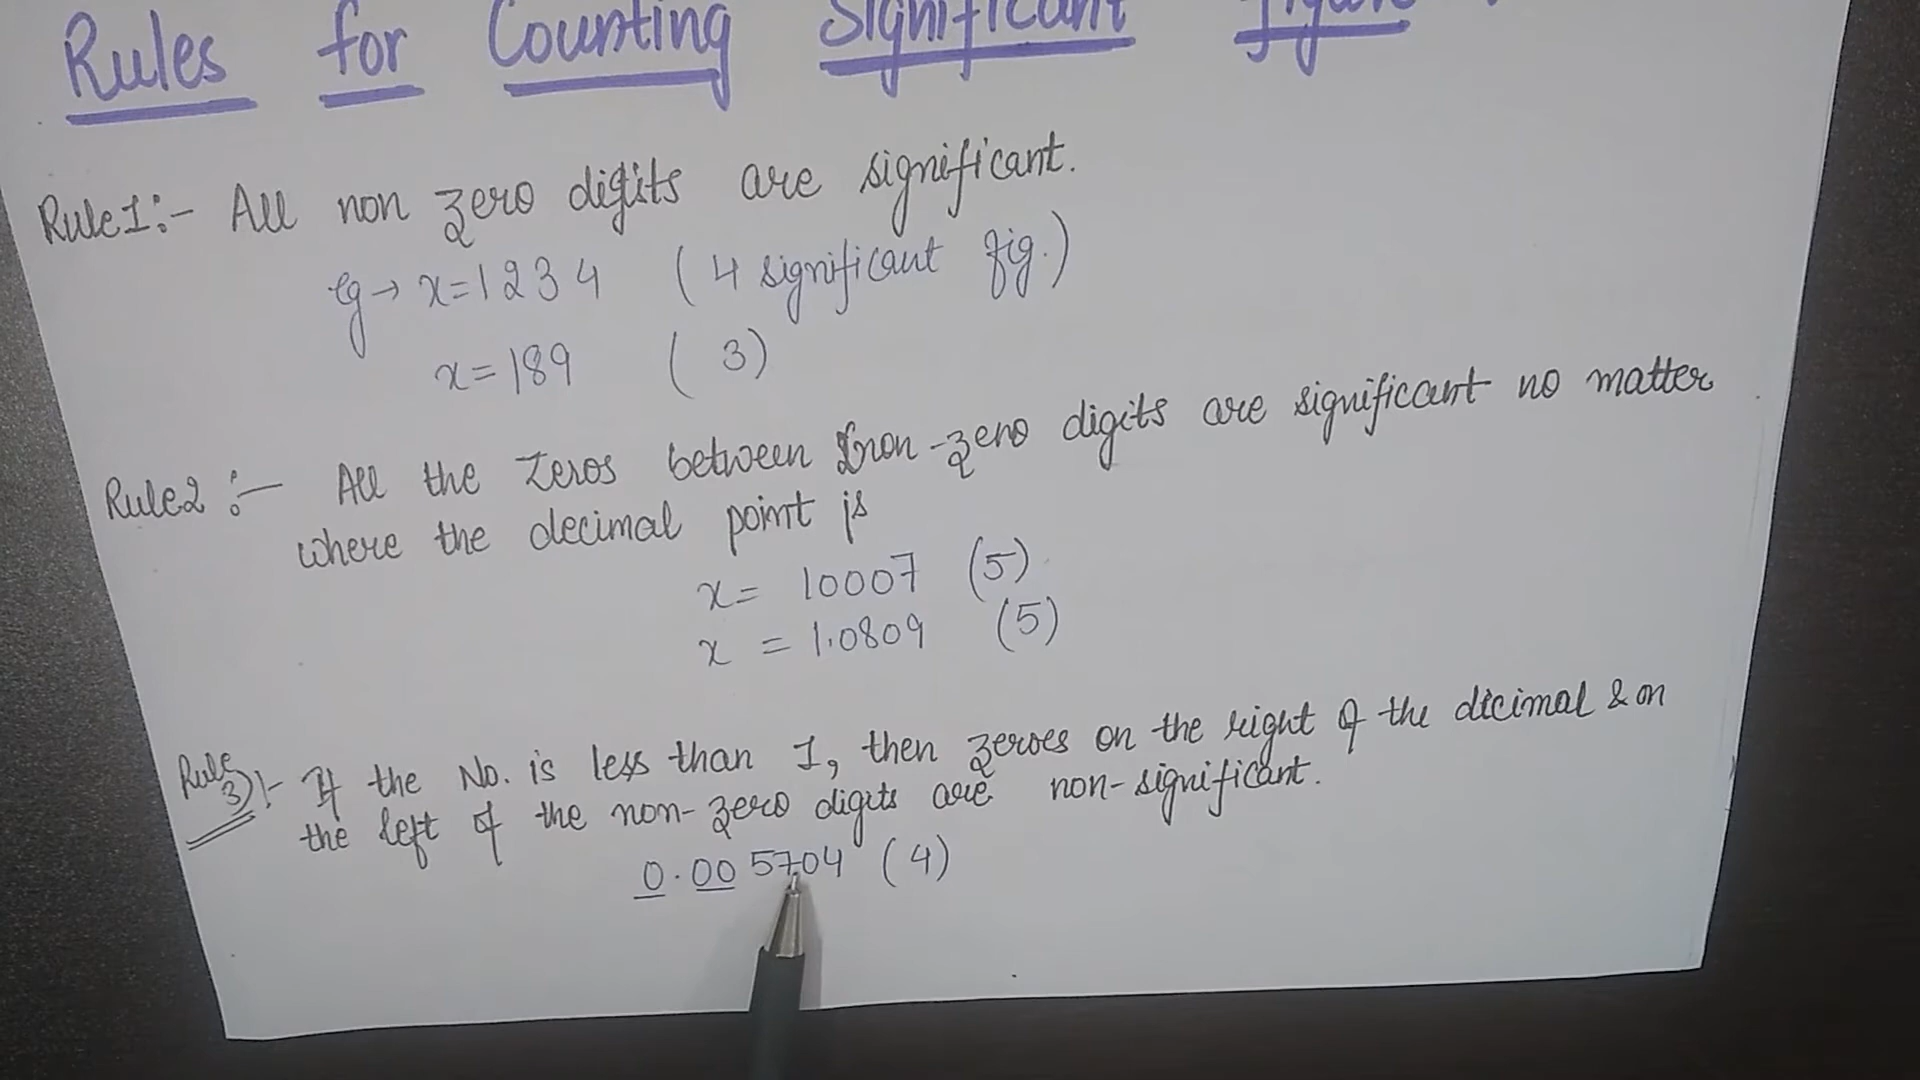 Rules for Counting Significant figure
Rule1:- All non zero digits are significant.
eg→ x=1234 (4 significant fig.)
x=189 (3)
Rule2:- All the zeros between non-zero digits are significant no matter
where the decimal point is
x= 10007 (5)
x = 1.0809 (5)
Rule 3):- If the No. is less than 1, then zeroes on the right of the decimal & on
the left of the non-zero digits are non-significant.
0.005704 (4)